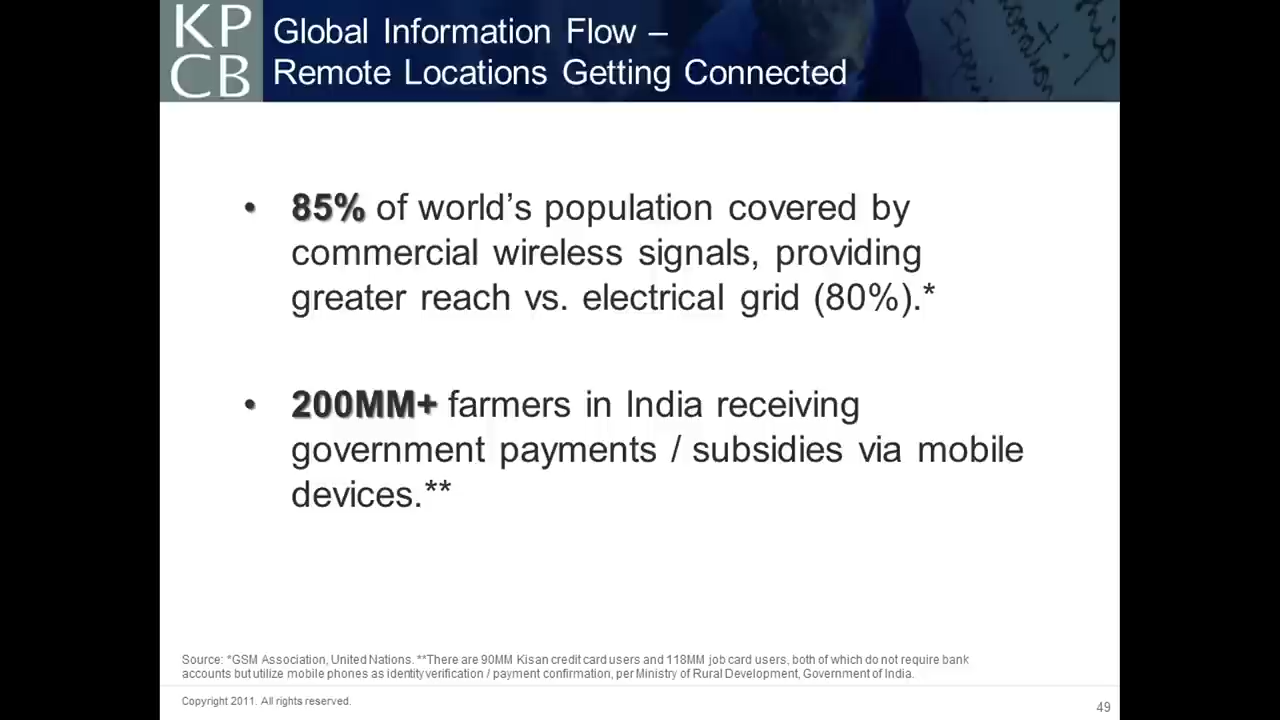 KP
CB
Global Information Flow –
Remote Locations Getting Connected
• 85% of world’s population covered by
commercial wireless signals, providing
greater reach vs. electrical grid (80%).*
• 200MM+ farmers in India receiving
government payments / subsidies via mobile
devices.**
Source: *GSM Association, United Nations. **There are 90MM Kisan credit card users and 118MM job card users, both of which do not require bank
accounts but utilize mobile phones as identity verification / payment confirmation, per Ministry of Rural Development, Government of India.
Copyright 2011. All rights reserved.
49